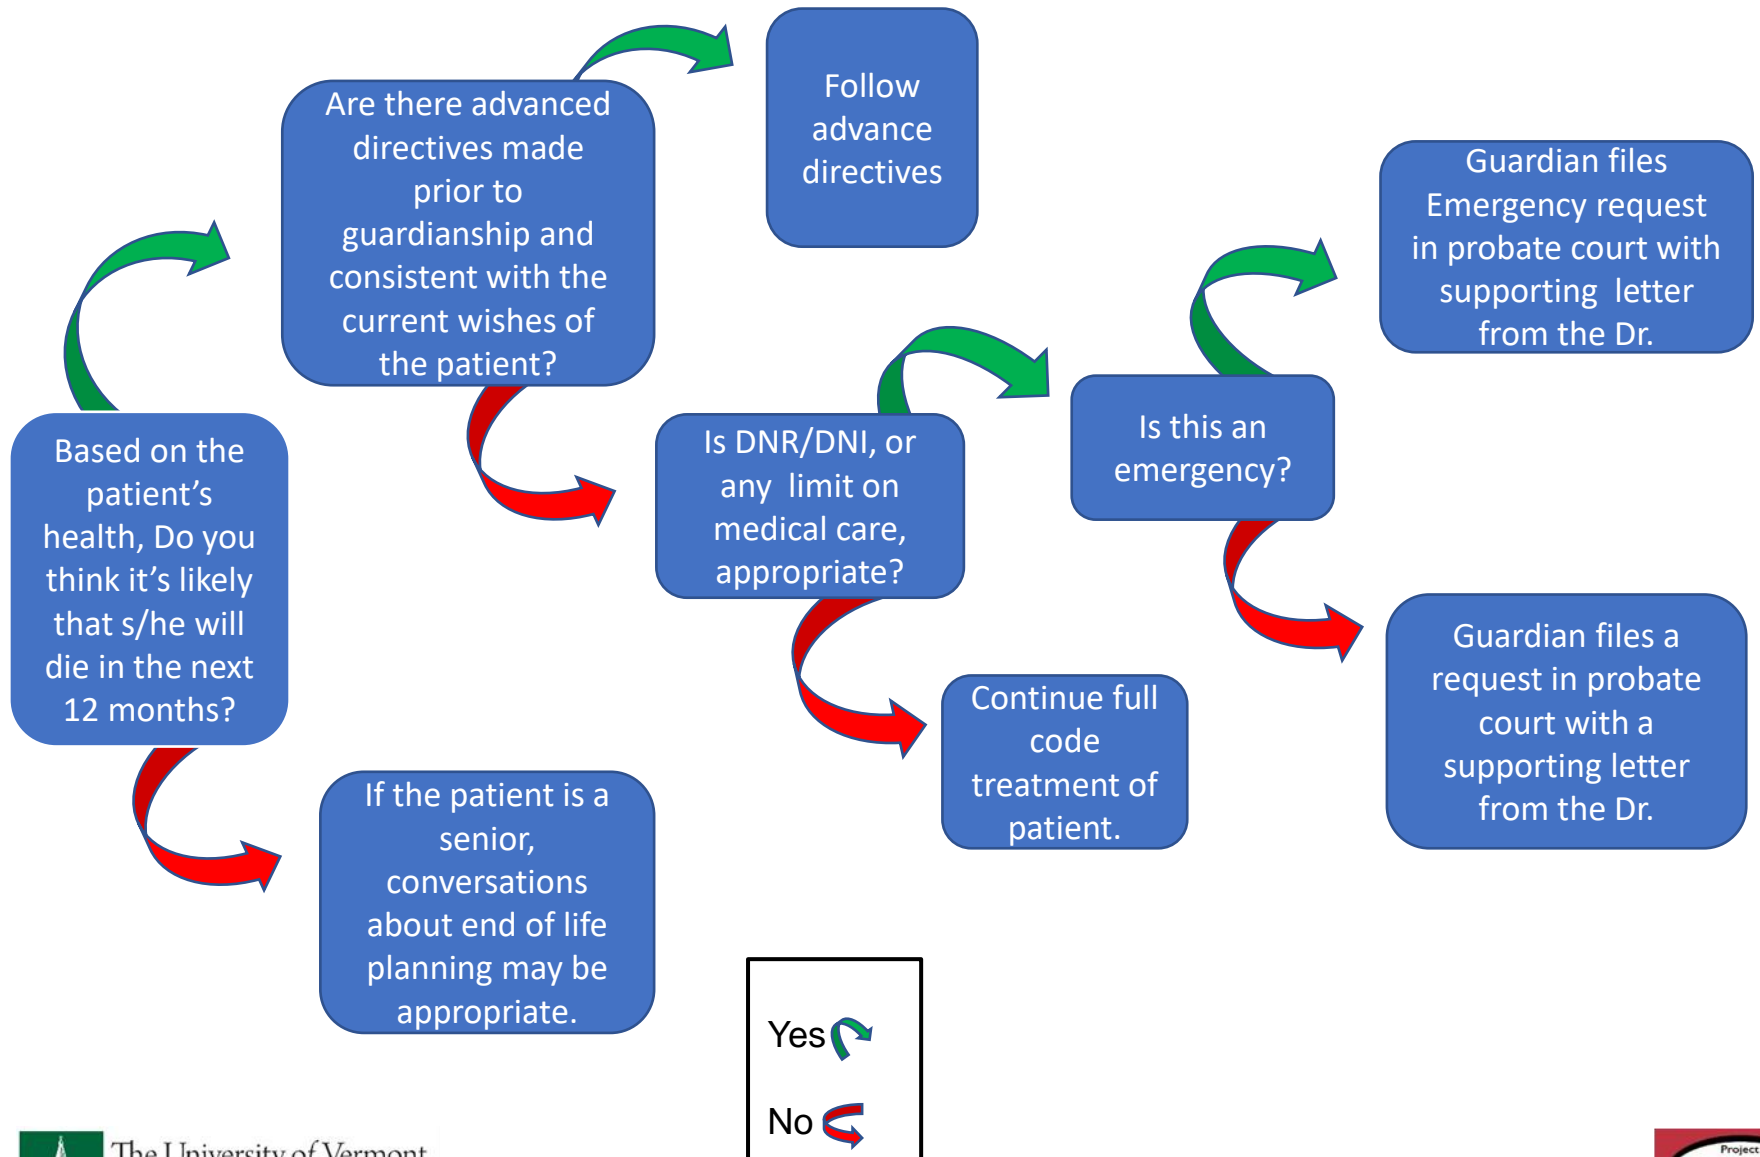 Follow
advance
directives
Are there advanced
directives made
prior to
guardianship and
consistent with the
current wishes of
the patient?
Guardian files
Emergency request
in probate court with
supporting letter
from the Dr.
Based on the
patient’s
health, Do you
think it’s likely
that s/he will
die in the next
12 months?
Is DNR/DNI, or
any limit on
medical care,
appropriate?
Is this an
emergency?
Guardian files a
request in probate
court with a
supporting letter
from the Dr.
Continue full
code
treatment of
patient.
If the patient is a
senior,
conversations
about end of life
planning may be
appropriate.
Yes
No
The University of Vermont
Project